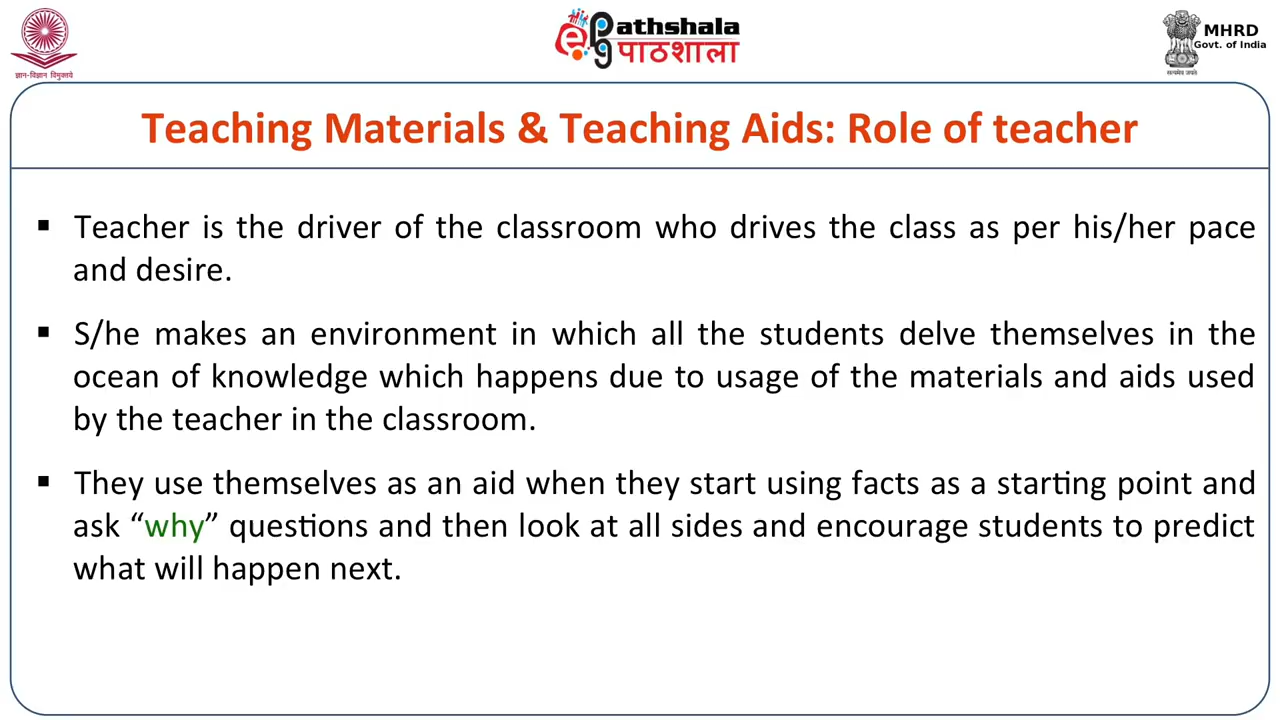 ज्ञान-विज्ञान विमुक्तये
ePathshala
पाठशाला
MHRD
Govt. of India
सत्यमेव जयते
Teaching Materials & Teaching Aids: Role of teacher
▪ Teacher is the driver of the classroom who drives the class as per his/her pace
and desire.
▪ S/he makes an environment in which all the students delve themselves in the
ocean of knowledge which happens due to usage of the materials and aids used
by the teacher in the classroom.
▪ They use themselves as an aid when they start using facts as a starting point and
ask “why” questions and then look at all sides and encourage students to predict
what will happen next.